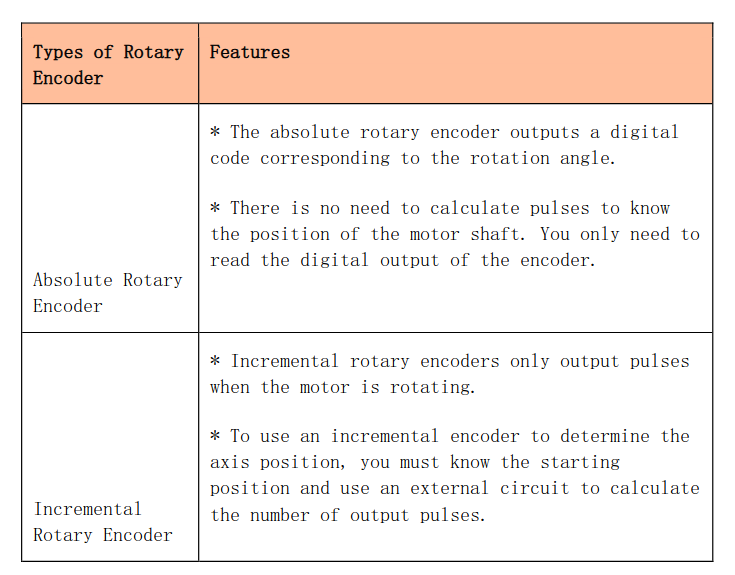 Types of Rotary
Encoder
Features
* The absolute rotary encoder outputs a digital
code corresponding to the rotation angle.
* There is no need to calculate pulses to know
the position of the motor shaft. You only need to
read the digital output of the encoder.
Absolute Rotary
Encoder
* Incremental rotary encoders only output pulses
when the motor is rotating.
* To use an incremental encoder to determine the
axis position, you must know the starting
position and use an external circuit to calculate
the number of output pulses.
Incremental
Rotary Encoder